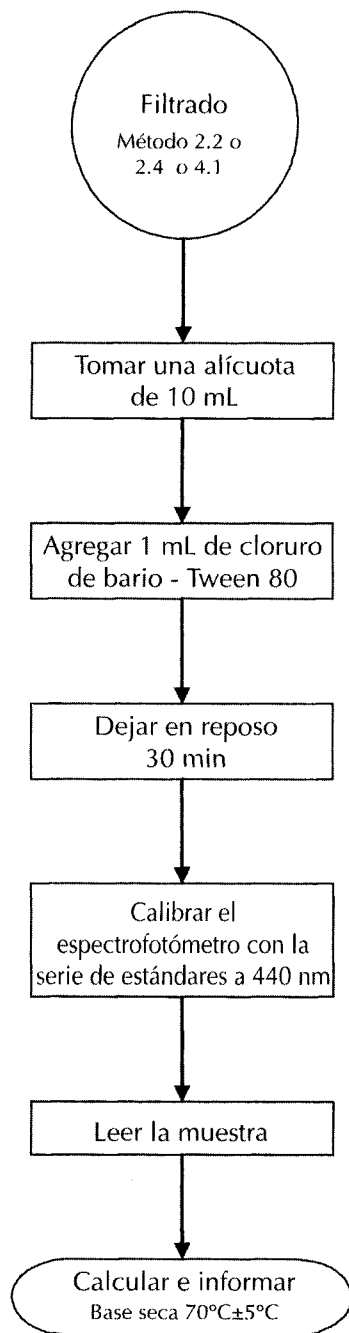 Filtrado
Método 2.2 o
2.4 o 4.1
Tomar una alícuota
de 10 mL
Agregar 1 mL de cloruro
de bario - Tween 80
Dejar en reposo
30 min
Calibrar el
espectrofotómetro con la
serie de estándares a 440 nm
Leer la muestra
Calcular e informar
Base seca 70°C±5°C